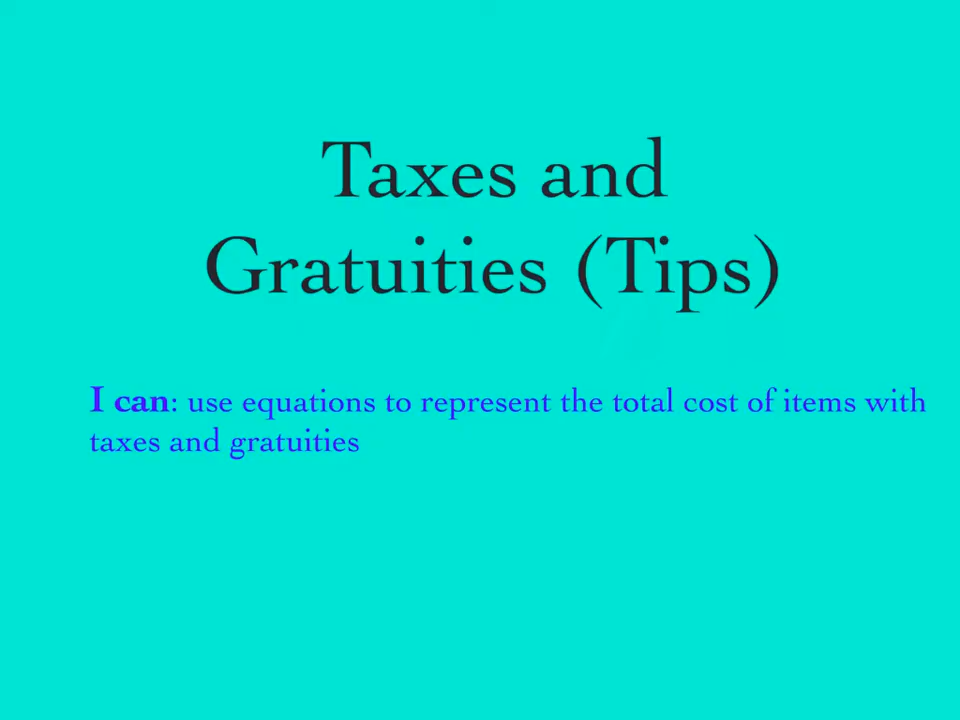 Taxes and
Gratuities (Tips)
I can: use equations to represent the total cost of items with
taxes and gratuities